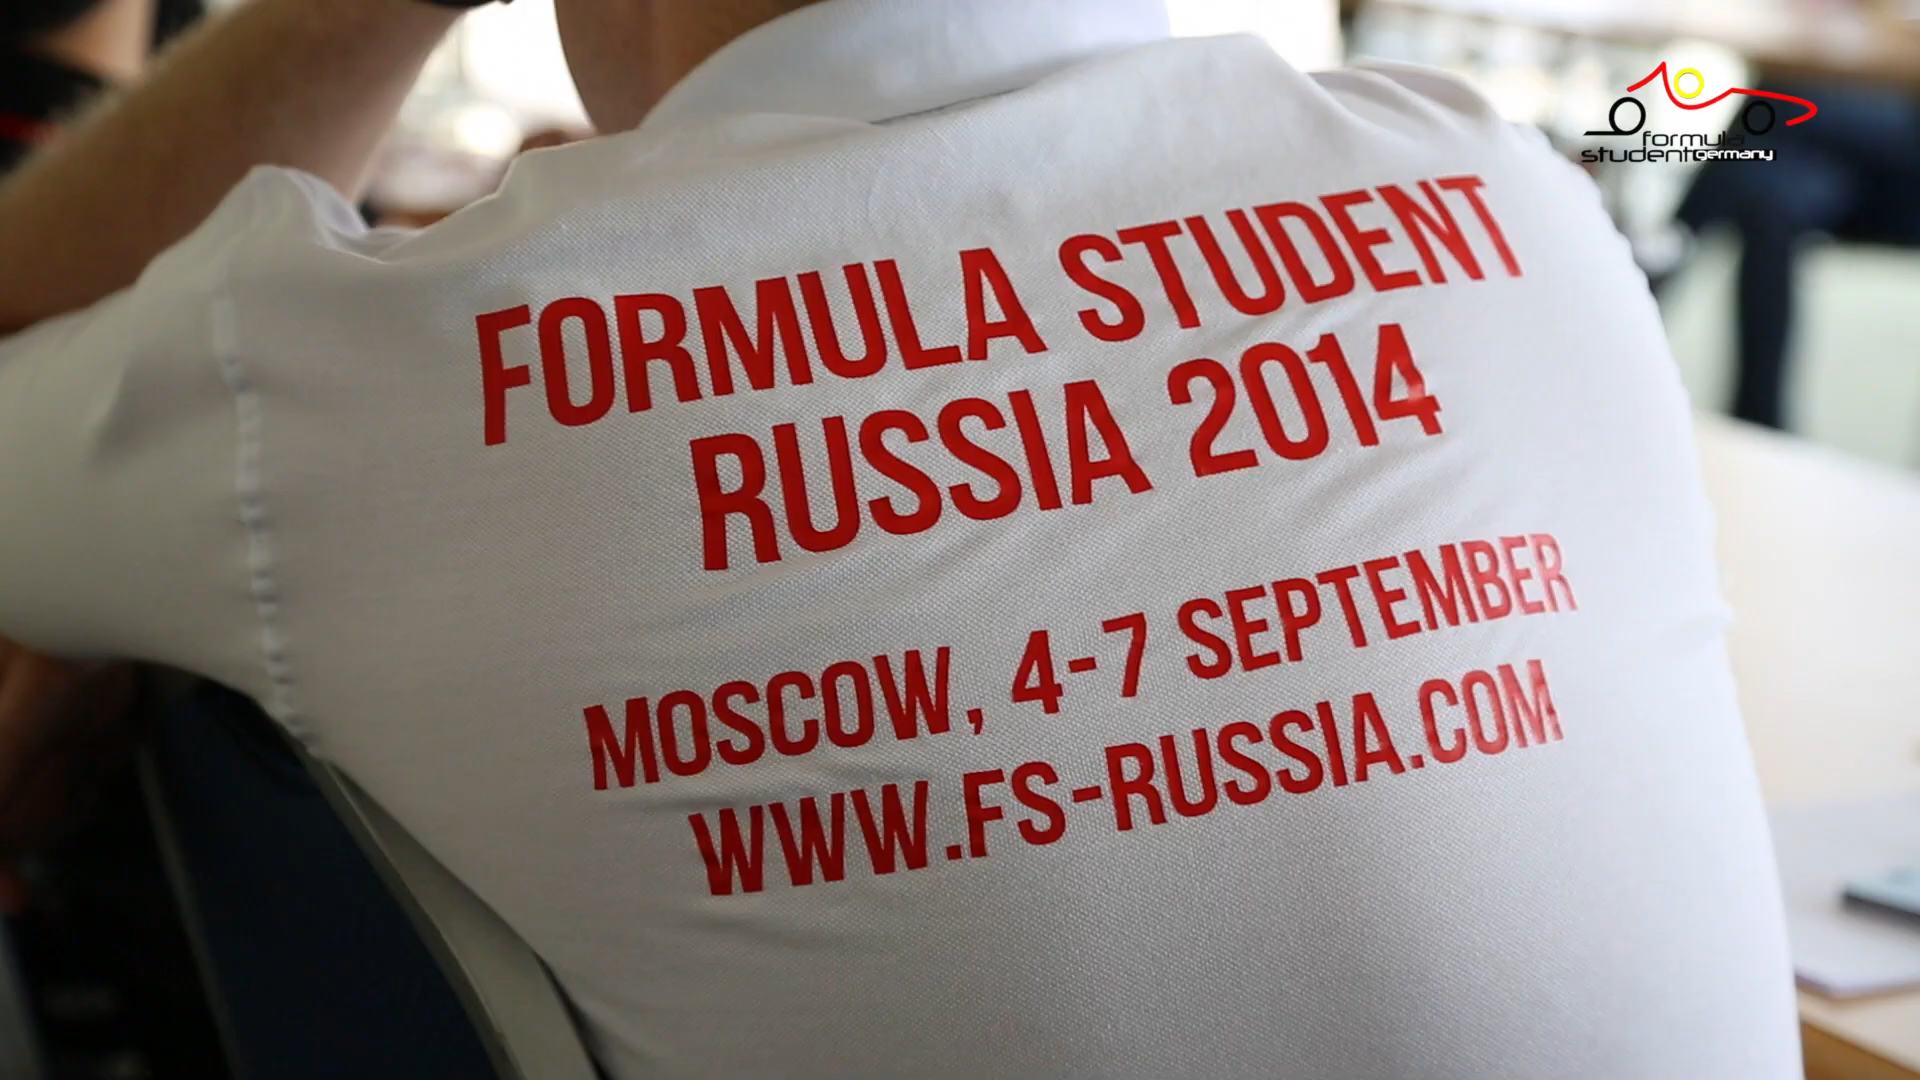 formula
student germany
FORMULA STUDENT
RUSSIA 2014
MOSCOW, 4-7 SEPTEMBER
WWW.FS-RUSSIA.COM